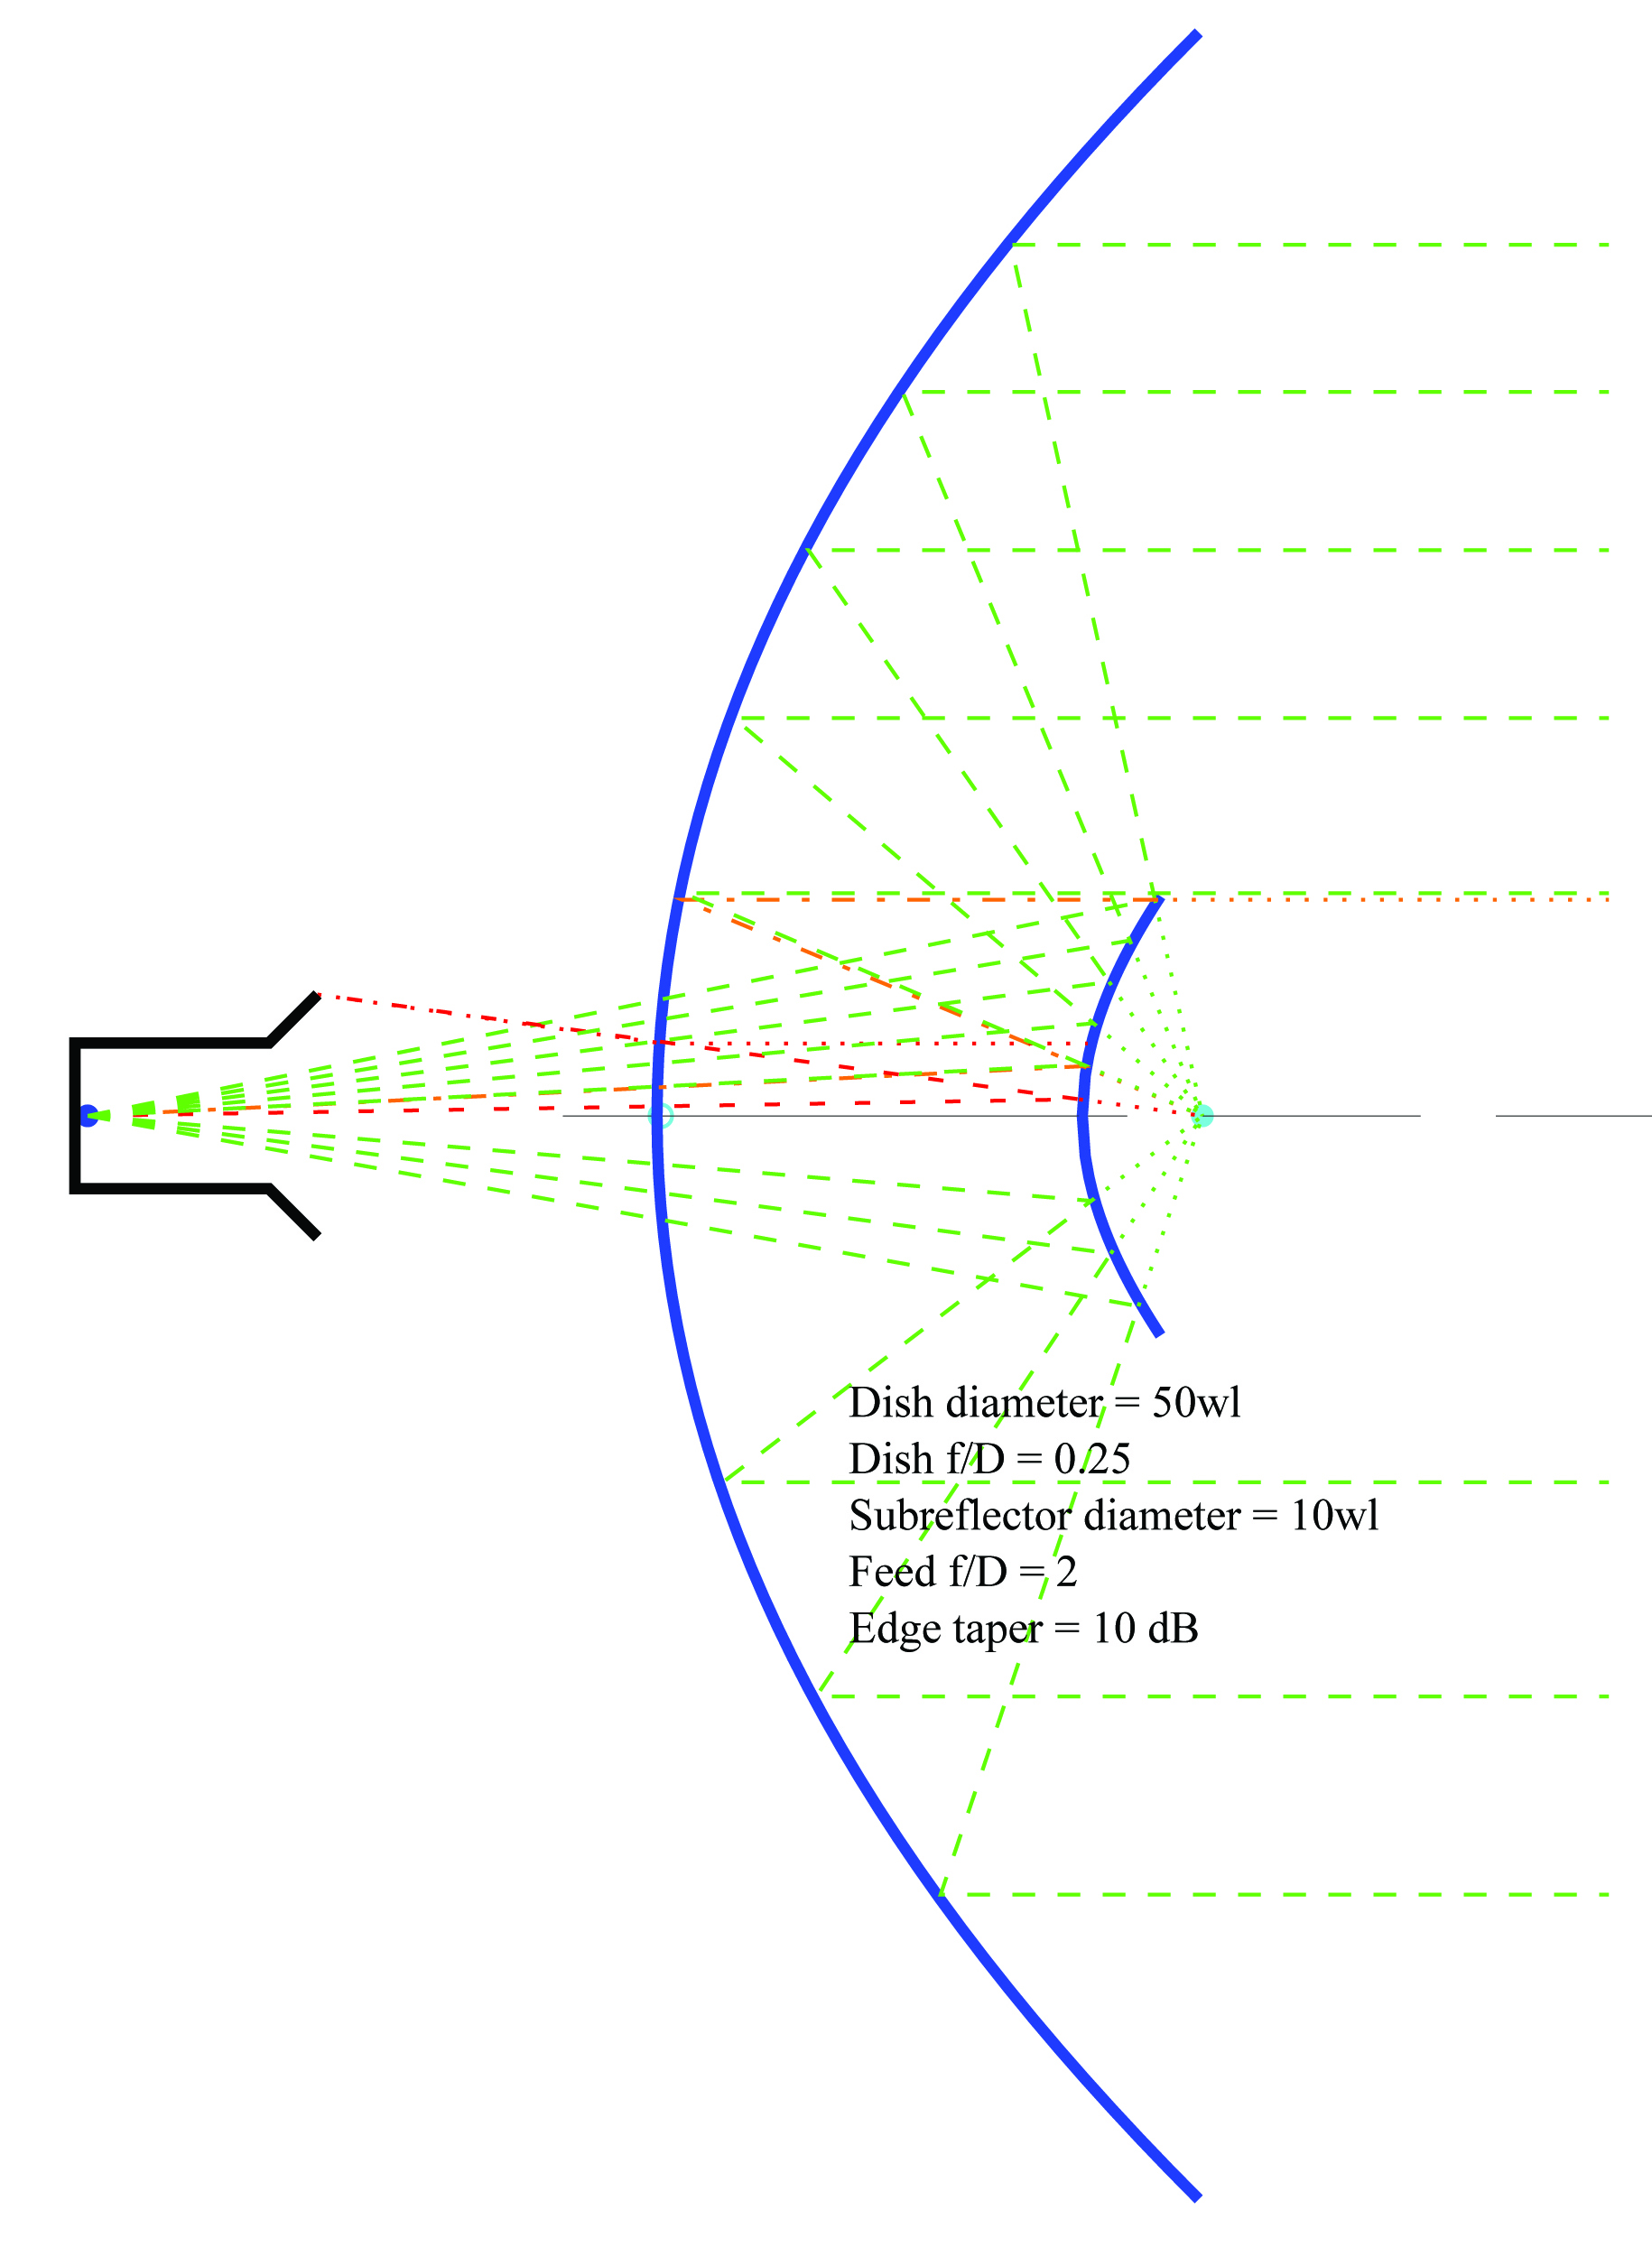 Dish diameter = 50wl
Dish f/D = 0.25
Subreflector diameter = 10wl
Feed f/D = 2
Edge taper = 10 dB